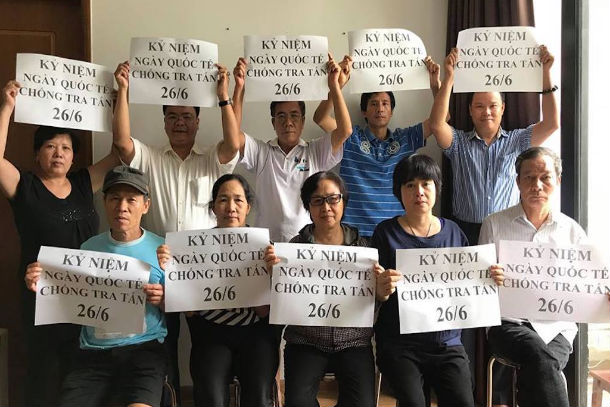 KỶ NIỆM
NGÀY QUỐC TẾ
CHỐNG TRA TẤN
26/6
KỶ NIỆM
NGÀY QUỐC TẾ
CHỐNG TRA TẤN
26/6
KỶ NIỆM
NGÀY QUỐC TẾ
CHỐNG TRA TẤN
26/6
KỶ NIỆM
NGÀY QUỐC TẾ
CHỐNG TRA TẤN
26/6
KỶ NIỆM
NGÀY QUỐC TẾ
CHỐNG TRA TẤN
26/6
KỶ NIỆM
NGÀY QUỐC TẾ
CHỐNG TRA TẤN
26/6
KỶ NIỆM
NGÀY QUỐC TẾ
CHỐNG TRA TẤN
26/6
KỶ NIỆM
NGÀY QUỐC TẾ
CHỐNG TRA TẤN
26/6
KỶ NIỆM
NGÀY QUỐC TẾ
CHỐNG TRA TẤN
26/6
KỶ NIỆM
NGÀY QUỐC TẾ
CHỐNG TRA TẤN
26/6